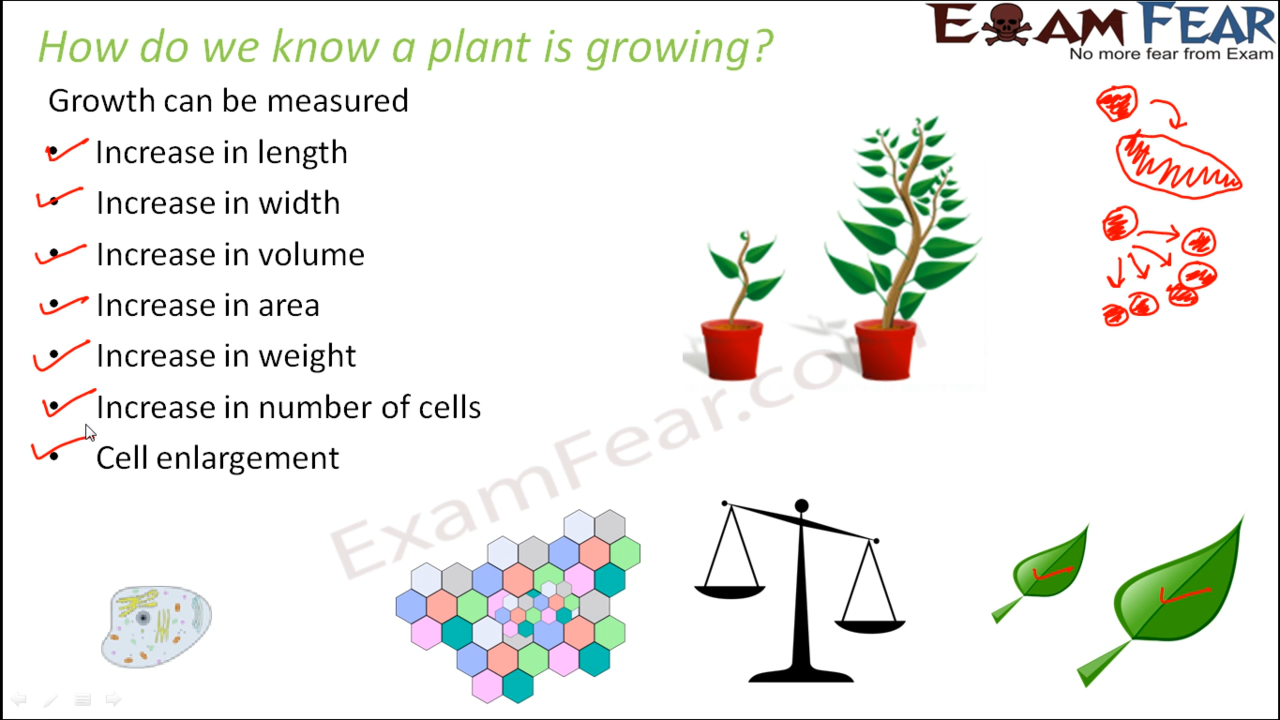 How do we know a plant is growing?
EXAM FEAR
No more fear from Exam
Growth can be measured
• Increase in length
• Increase in width
• Increase in volume
• Increase in area
• Increase in weight
• Increase in number of cells
• Cell enlargement
ExamFear.com